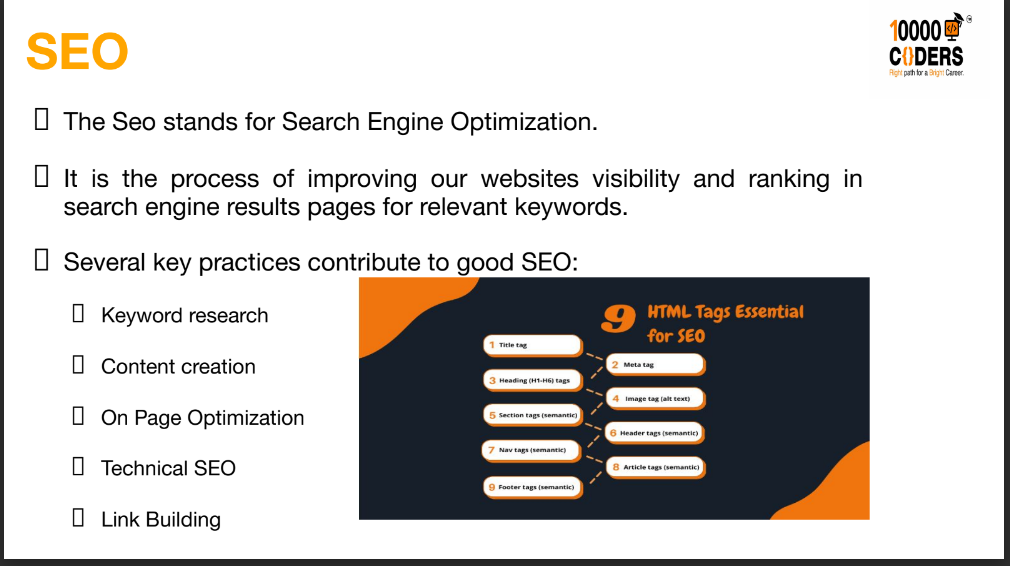 SEO
10000
CODERS
Right path for a Bright Career.
The Seo stands for Search Engine Optimization.
It is the process of improving our websites visibility and ranking in
search engine results pages for relevant keywords.
Several key practices contribute to good SEO:
Keyword research
Content creation
On Page Optimization
Technical SEO
Link Building
9 HTML Tags Essential
for SEO
1 Title tag
2 Meta tag
3 Heading (H1-H6) tags
4 Image tag (alt text)
5 Section tags (semantic)
6 Header tags (semantic)
7 Nav tags (semantic)
8 Article tags (semantic)
9 Footer tags (semantic)